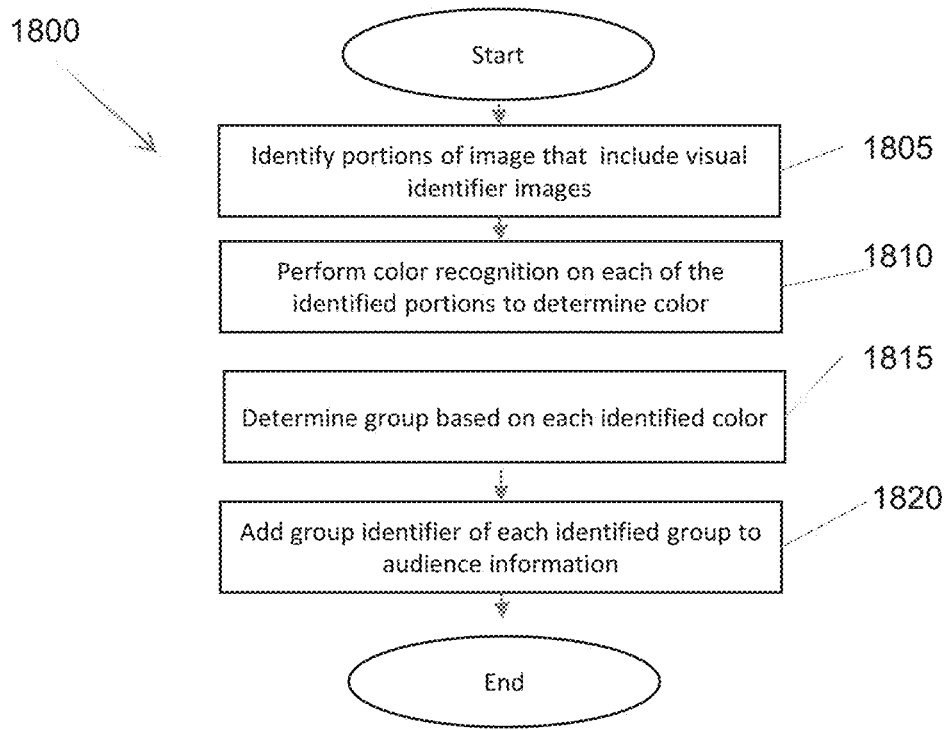 1800
Start
Identify portions of image that include visual
identifier images
1805
Perform color recognition on each of the
identified portions to determine color
1810
Determine group based on each identified color
1815
Add group identifier of each identified group to
audience information
1820
End